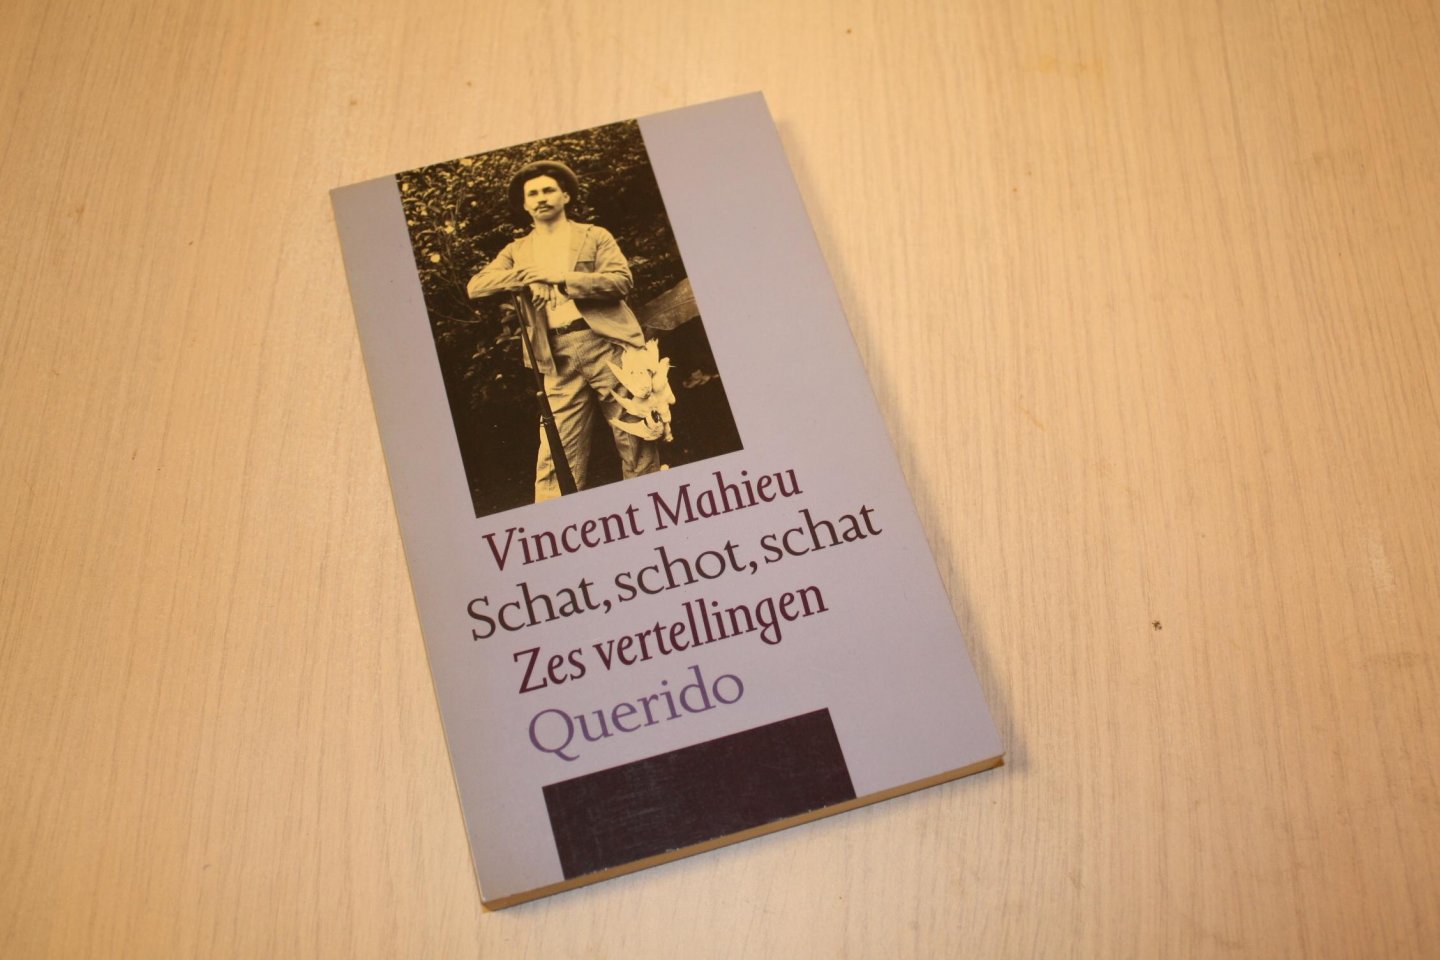 Vincent Mahieu
Schat, schot, schat
Zes vertellingen
Querido